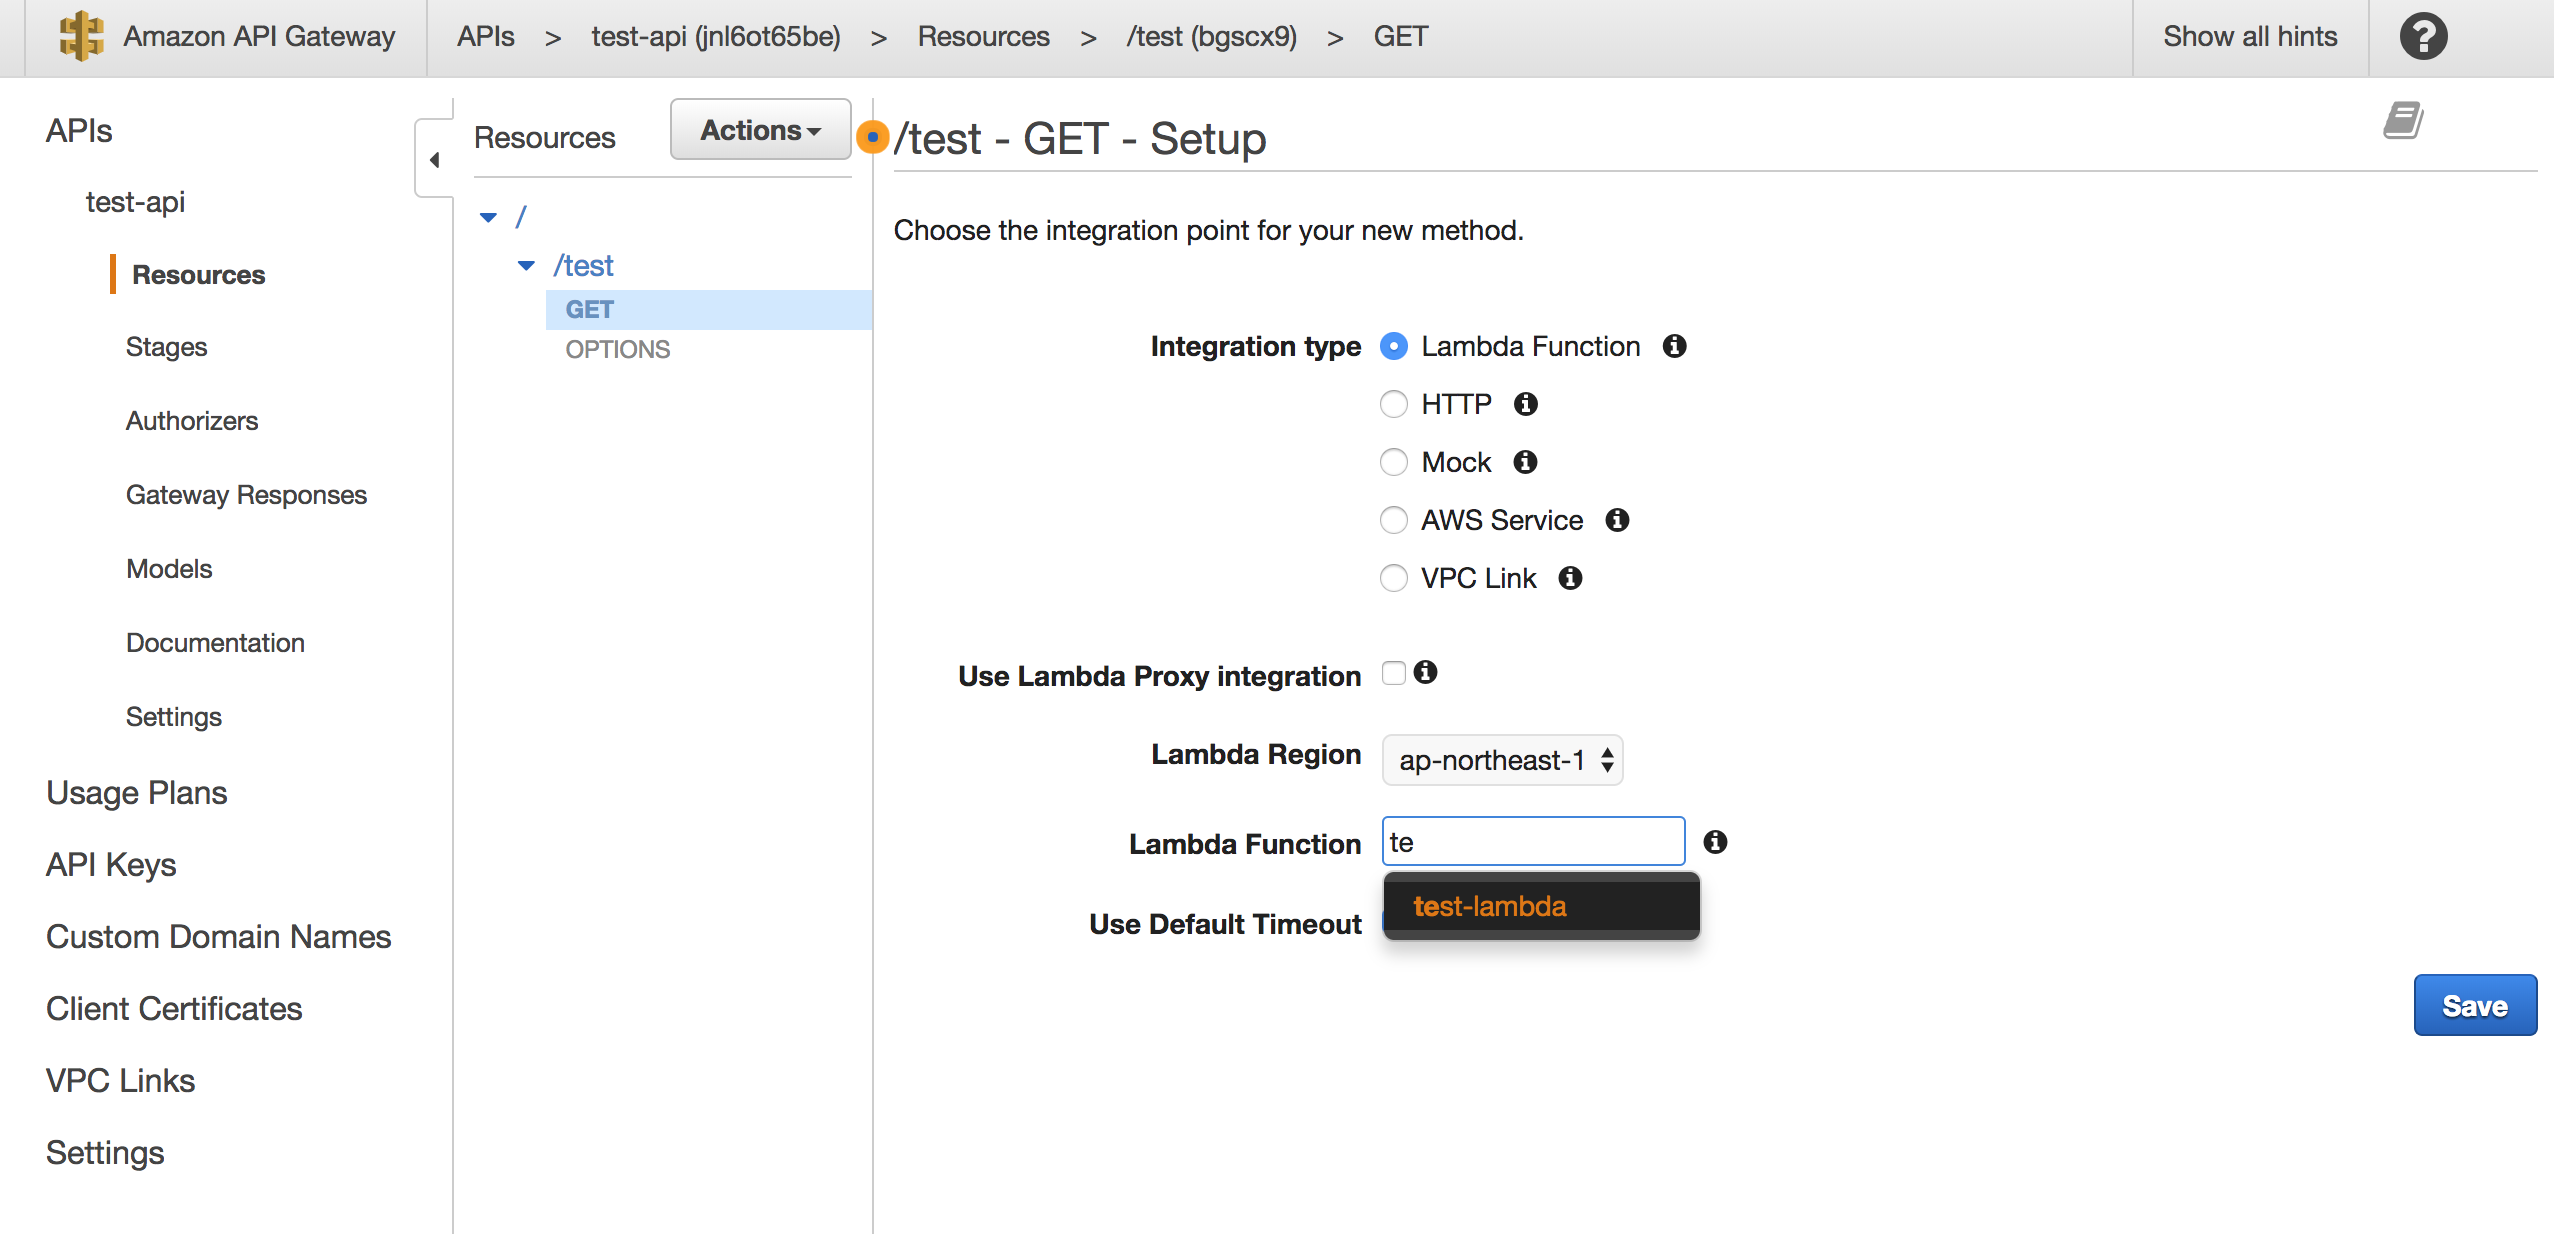 Amazon API Gateway
APIs > test-api (jnl6ot65be) > Resources > /test (bgscx9) > GET
Show all hints
?
APIs
test-api
Resources
Stages
Authorizers
Gateway Responses
Models
Documentation
Settings
Usage Plans
API Keys
Custom Domain Names
Client Certificates
VPC Links
Settings
Resources
Actions
/
/test
GET
OPTIONS
/test - GET - Setup
Choose the integration point for your new method.
Integration type
Lambda Function
HTTP
Mock
AWS Service
VPC Link
Use Lambda Proxy integration
Lambda Region
ap-northeast-1
Lambda Function
te
test-lambda
Use Default Timeout
Save